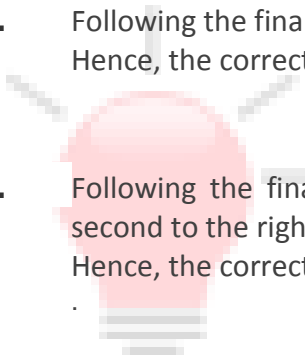 . Following the fina
Hence, the correct
. Following the fina
second to the righ
Hence, the correct
.